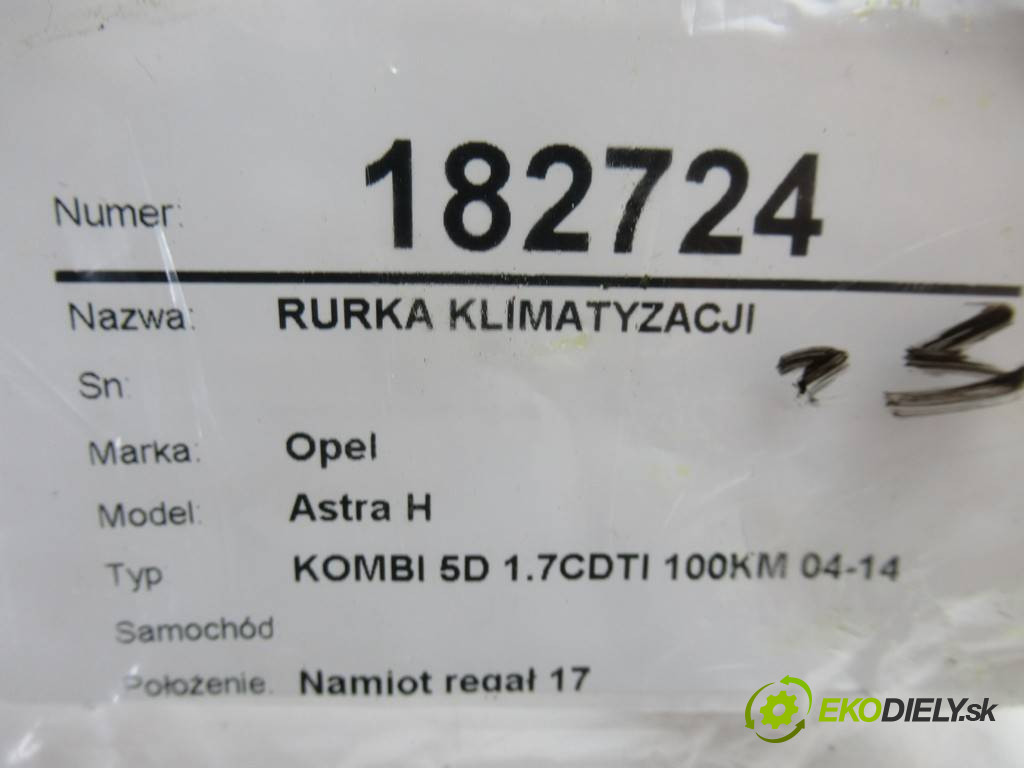 Numer: 182724
Nazwa: RURKA KLIMATYZACJI
Sn:
Marka: Opel
Model: Astra H
Typ KOMBI 5D 1.7CDTI 100KM 04-14
Samochód
Położenie. Namiot regał 17
EKODIELY.sk